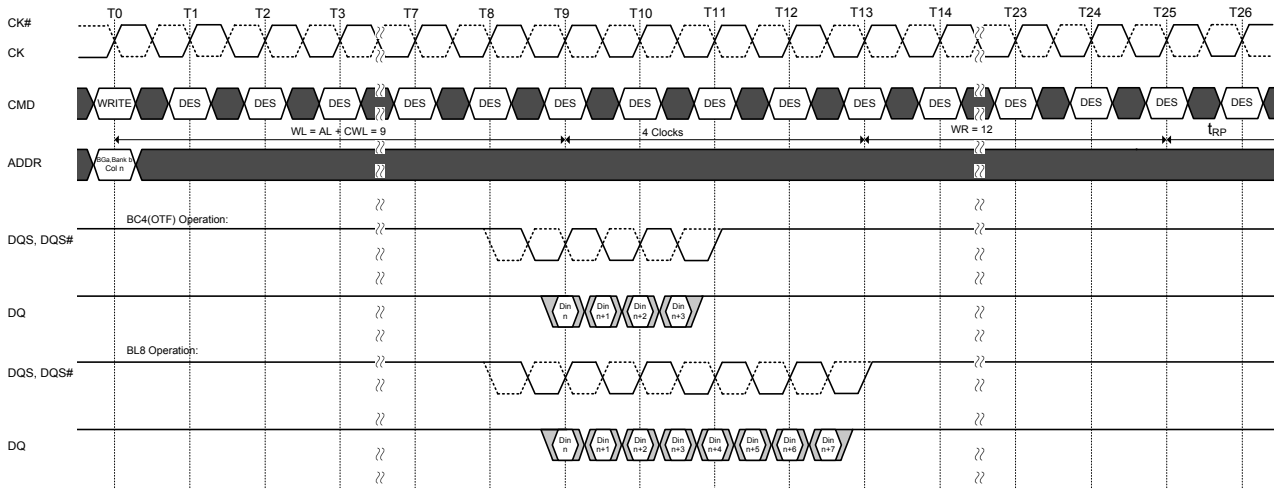 T0 T1 T2 T3 T7 T8 T9 T10 T11 T12 T13 T14 T23 T24 T25 T26
CK#
CK
CMD WRITE DES DES DES DES DES DES DES DES DES DES DES DES DES DES DES
WL = AL + CWL = 9 4 Clocks WR = 12 tRP
ADDR BGa,Bank b
Col n
BC4(OTF) Operation:
DQS, DQS#
DQ Din Din Din Din
n n+1 n+2 n+3
BL8 Operation:
DQS, DQS#
DQ Din Din Din Din Din Din Din Din
n n+1 n+2 n+3 n+4 n+5 n+6 n+7